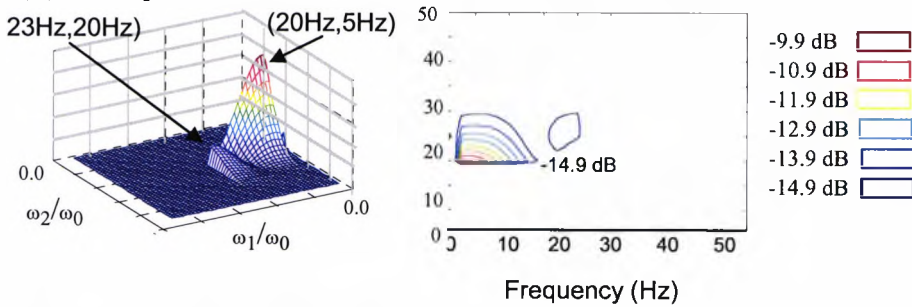 23Hz,20Hz)
(20Hz,5Hz)
0.0
ω2/ω0
ω1/ω0
0.0
50
40
30
20
10
0
0
10
20
30
40
50
-14.9 dB
Frequency (Hz)
-9.9 dB
-10.9 dB
-11.9 dB
-12.9 dB
-13.9 dB
-14.9 dB